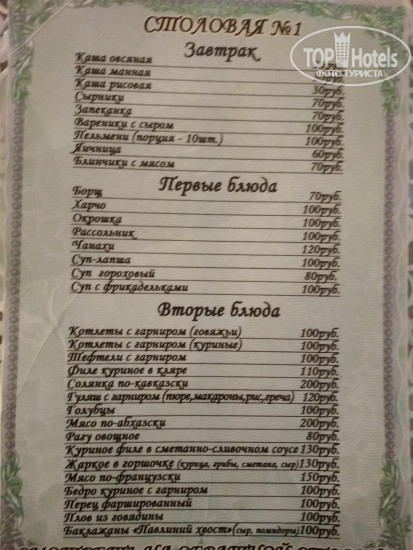 СТОЛОВАЯ №1
TOP Hotels
ФОТО ТУРИСТА
Завтрак
Каша овсяная
Каша манная
Каша рисовая 30руб.
Сырники 70руб.
Запеканка 70руб.
Вареники с сыром 100руб.
Пельмени (порция - 10шт.) 100руб.
Яичница 60руб.
Блинчики с мясом 70руб.
Первые блюда
Борщ 70руб.
Харчо 100руб.
Окрошка 100руб.
Рассольник 100руб.
Чанахи 120руб.
Суп-лапша 100руб.
Суп гороховый 80руб.
Суп с фрикадельками 100руб.
Вторые блюда
Котлеты с гарниром (говяжьи) 100руб.
Котлеты с гарниром (куриные) 100руб.
Тефтели с гарниром 100руб.
Филе куриное в кляре 110руб.
Солянка по-кавказски 200руб.
Гуляш с гарниром (пюре,макароны,рис,греча) 120руб.
Голубцы 100руб.
Мясо по-абхазски 200руб.
Рагу овощное 80руб.
Куриное филе в сметанно-сливочном соусе 130руб.
Жаркое в горшочке (курица, грибы, сметана, сыр) 130руб.
Мясо по-французски 150руб.
Бедро куриное с гарниром 100руб.
Перец фаршированный 100руб.
Плов из говядины 100руб.
Баклажаны «Павлиний хвост» (сыр, помидоры) 100руб.